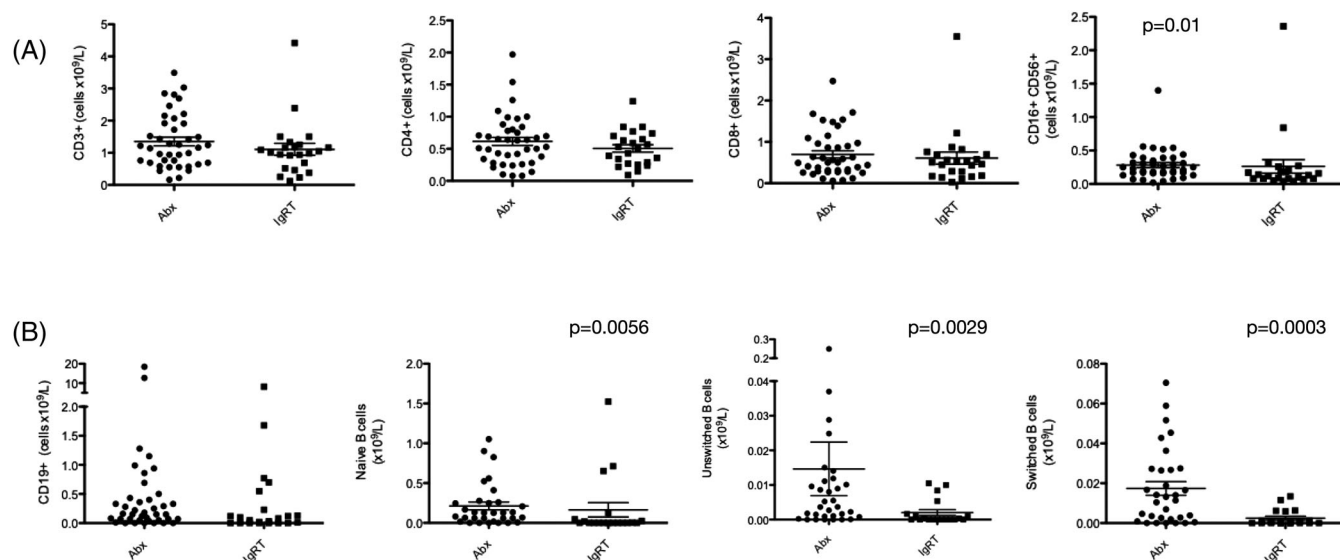 (A)
CD3+ (cells x10⁹/L)
5
4
3
2
1
0
Abx
IgRT
CD4+ (cells x10⁹/L)
2.5
2.0
1.5
1.0
0.5
0.0
Abx
IgRT
CD8+ (cells x10⁹/L)
4
3
2
1
0
Abx
IgRT
p=0.01
CD16+ CD56+
(cells x10⁹/L)
2.5
2.0
1.5
1.0
0.5
0.0
Abx
IgRT
(B)
CD19+ (cells x10⁹/L)
20
10
2.0
1.5
1.0
0.5
0.0
Abx
IgRT
p=0.0056
Naive B cells
(x10⁹/L)
2.0
1.5
1.0
0.5
0.0
Abx
IgRT
p=0.0029
Unswitched B cells
(x10⁹/L)
0.3
0.2
0.04
0.03
0.02
0.01
0.00
Abx
IgRT
p=0.0003
Switched B cells
(x10⁹/L)
0.08
0.06
0.04
0.02
0.00
Abx
IgRT